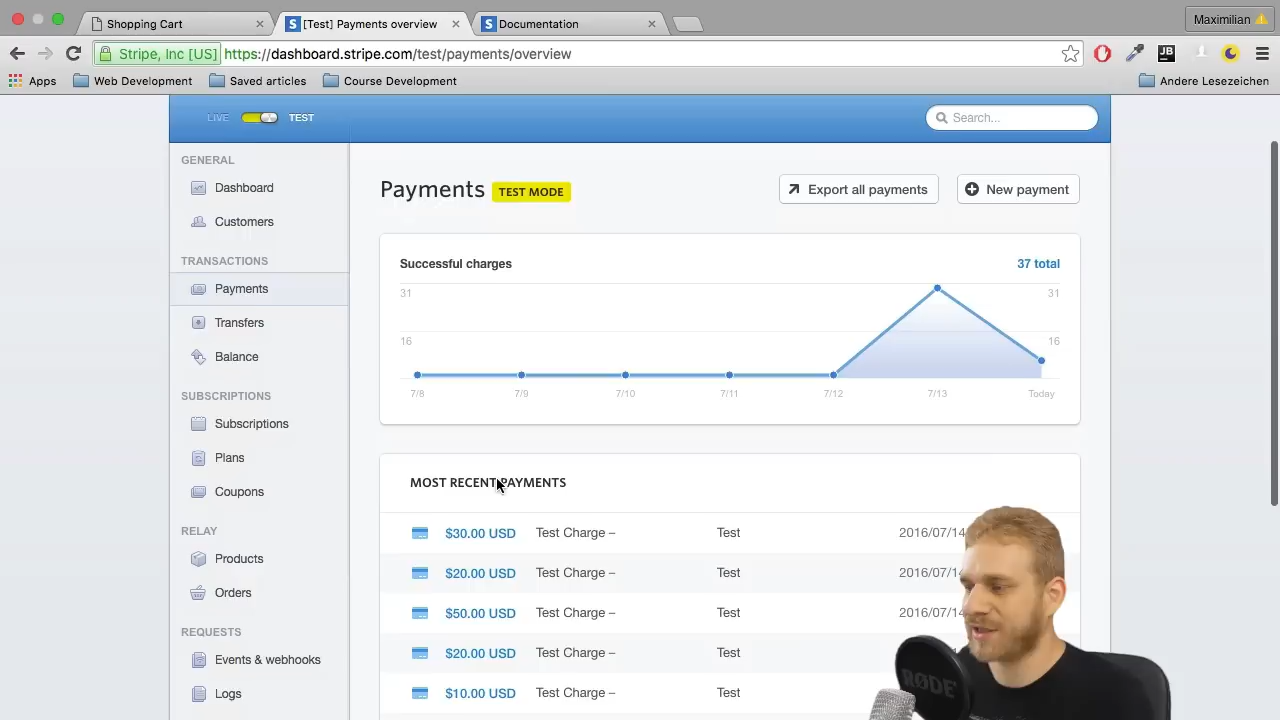 Shopping Cart
[Test] Payments overview
Documentation
Maximilian
Stripe, Inc [US] https://dashboard.stripe.com/test/payments/overview
Apps
Web Development
Saved articles
Course Development
Andere Lesezeichen
LIVE
TEST
Search...
GENERAL
Dashboard
Customers
TRANSACTIONS
Payments
Transfers
Balance
SUBSCRIPTIONS
Subscriptions
Plans
Coupons
RELAY
Products
Orders
REQUESTS
Events & webhooks
Logs
Payments TEST MODE
Export all payments
New payment
Successful charges
37 total
31
31
16
16
7/8
7/9
7/10
7/11
7/12
7/13
Today
MOST RECENT PAYMENTS
$30.00 USD Test Charge – Test 2016/07/14
$20.00 USD Test Charge – Test 2016/07/14
$50.00 USD Test Charge – Test 2016/07/14
$20.00 USD Test Charge – Test
$10.00 USD Test Charge – Test
RØDE
JB